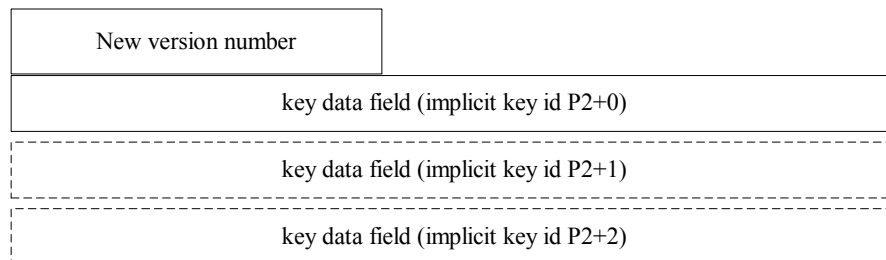 New version number
key data field (implicit key id P2+0)
key data field (implicit key id P2+1)
key data field (implicit key id P2+2)